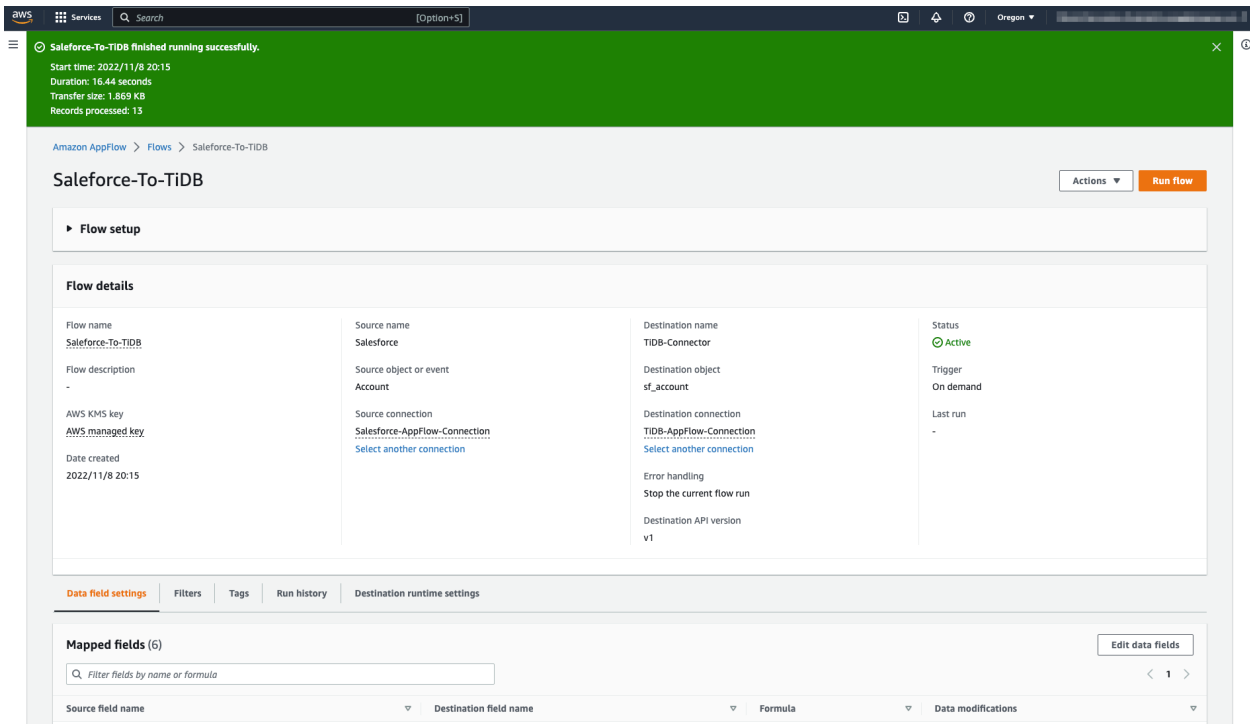 aws Services Search [Option+S] Oregon
Saleforce-To-TiDB finished running successfully.
Start time: 2022/11/8 20:15
Duration: 16.44 seconds
Transfer size: 1.869 KB
Records processed: 13
Amazon AppFlow > Flows > Saleforce-To-TiDB
Saleforce-To-TiDB
Actions Run flow
Flow setup
Flow details
Flow name
Saleforce-To-TiDB
Flow description
-
AWS KMS key
AWS managed key
Date created
2022/11/8 20:15
Source name
Salesforce
Source object or event
Account
Source connection
Salesforce-AppFlow-Connection
Select another connection
Destination name
TiDB-Connector
Destination object
sf_account
Destination connection
TiDB-AppFlow-Connection
Select another connection
Error handling
Stop the current flow run
Destination API version
v1
Status
Active
Trigger
On demand
Last run
-
Data field settings Filters Tags Run history Destination runtime settings
Mapped fields (6) Edit data fields
Filter fields by name or formula < 1 >
Source field name Destination field name Formula Data modifications